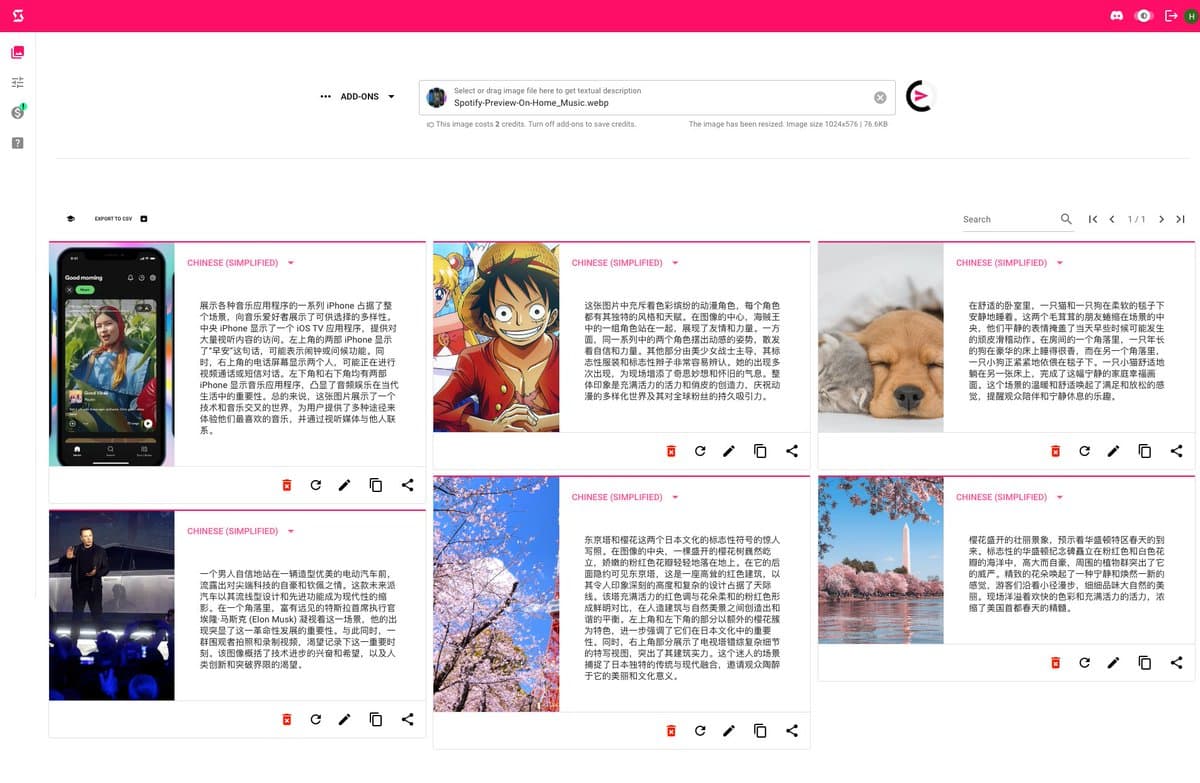 H
ADD-ONS
Select or drag image file here to get textual description
Spotify-Preview-On-Home_Music.webp
This image costs 2 credits. Turn off add-ons to save credits.
The image has been resized. Image size 1024x576 | 76.6KB
EXPORT TO CSV
Search
1 / 1
Good morning
CHINESE (SIMPLIFIED)
展示各种音乐应用程序的一系列 iPhone 占据了整
个场景，向音乐爱好者展示了可供选择的多样性。
中央 iPhone 显示了一个 iOS TV 应用程序，提供对
大量视听内容的访问。左上角的两部 iPhone 显示
了"早安"这句话，可能表示闹钟或问候功能。同
时，右上角的电话屏幕显示两个人，可能正在进行
视频通话或短信对话。左下角和右下角均有两部
iPhone 显示音乐应用程序，凸显了音频娱乐在当代
生活中的重要性。总的来说，这张图片展示了一个
技术和音乐交叉的世界，为用户提供了多种途径来
体验他们最喜欢的音乐，并通过视听媒体与他人联
系。
CHINESE (SIMPLIFIED)
这张图片中充斥着色彩缤纷的动漫角色，每个角色
都有其独特的风格和天赋。在图像的中心，海贼王
中的一组角色站在一起，展现了友情和力量。一方
面，同一系列中的两个角色摆出动感的姿势，散发
着自信和力量。其他部分由美少女战士主导，其标
志性服装和标志性辫子非常容易辨认，她的出现多
次出现，为现场增添了奇思妙想和怀旧的气息。整
体印象是充满活力的活力和俏皮的创造力，庆祝动
漫的多样化世界及其对全球粉丝的持久吸引力。
CHINESE (SIMPLIFIED)
在舒适的卧室里，一只猫和一只狗在柔软的毯子下
安静地睡着。这两个毛茸茸的朋友蜷缩在场景的中
央，他们平静的表情掩盖了当天早些时候可能发生
的顽皮滑稽动作。在房间的一个角落里，一只年长
的狗在豪华的床上睡得很香，而在另一个角落里，
一只小狗正紧紧地依偎在毯子下。一只小猫舒适地
躺在另一张床上，完成了这幅宁静的家庭幸福画
面。这个场景的温暖和舒适唤起了满足和放松的感
觉，提醒观众陪伴和宁静休息的乐趣。
CHINESE (SIMPLIFIED)
一个男人自信地站在一辆造型优美的电动汽车前，
流露出对尖端科技的自豪和钦佩之情。这款未来派
汽车以其流线型设计和先进功能成为现代性的缩
影。在一个角落里，富有远见的特斯拉首席执行官
埃隆·马斯克 (Elon Musk) 凝视着这一场景，他的出
现突显了这一革命性发展的重要性。与此同时，一
群围观者拍照和录制视频，渴望记录下这一重要时
刻。该图像概括了技术进步的兴奋和希望，以及人
类创新和突破界限的渴望。
CHINESE (SIMPLIFIED)
东京塔和樱花这两个日本文化的标志性符号的惊人
写照。在图像的中央，一棵盛开的樱花树巍然屹
立，娇嫩的粉红色花瓣轻轻地落在地上。在它的后
面隐约可见东京塔，这是一座高耸的红色建筑，以
其令人印象深刻的高度和复杂的设计占据了天际
线。该塔充满活力的红色调与花朵柔和的粉红色形
成鲜明对比，在人造建筑与自然美景之间创造出和
谐的平衡。左上角和左下角的部分以额外的樱花簇
为特色，进一步强调了它们在日本文化中的重要
性。同时，右上角部分展示了电视塔错综复杂细节
的特写视图，突出了其建筑实力。这个迷人的场景
捕捉了日本独特的传统与现代融合，邀请观众陶醉
于它的美丽和文化意义。
CHINESE (SIMPLIFIED)
樱花盛开的壮丽景象，预示着华盛顿特区春天的到
来。标志性的华盛顿纪念碑矗立在粉红色和白色花
瓣的海洋中，高大而自豪，周围的植物群突出了它
的威严。精致的花朵唤起了一种宁静和焕然一新的
感觉，游客们沿着小径漫步，细细品味大自然的美
丽。现场洋溢着欢快的色彩和充满活力的活力，浓
缩了美国首都春天的精髓。